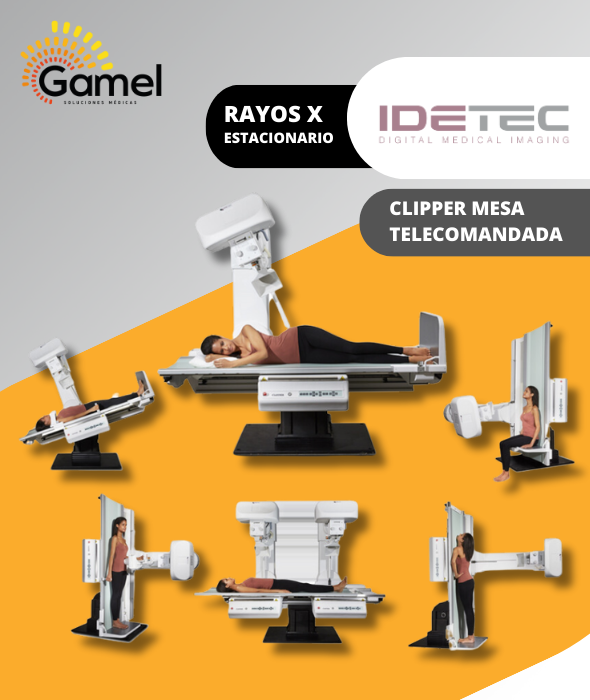 Gamel
SOLUCIONES MÉDICAS
RAYOS X
ESTACIONARIO
IDETEC
DIGITAL MEDICAL IMAGING
CLIPPER MESA
TELECOMANDADA